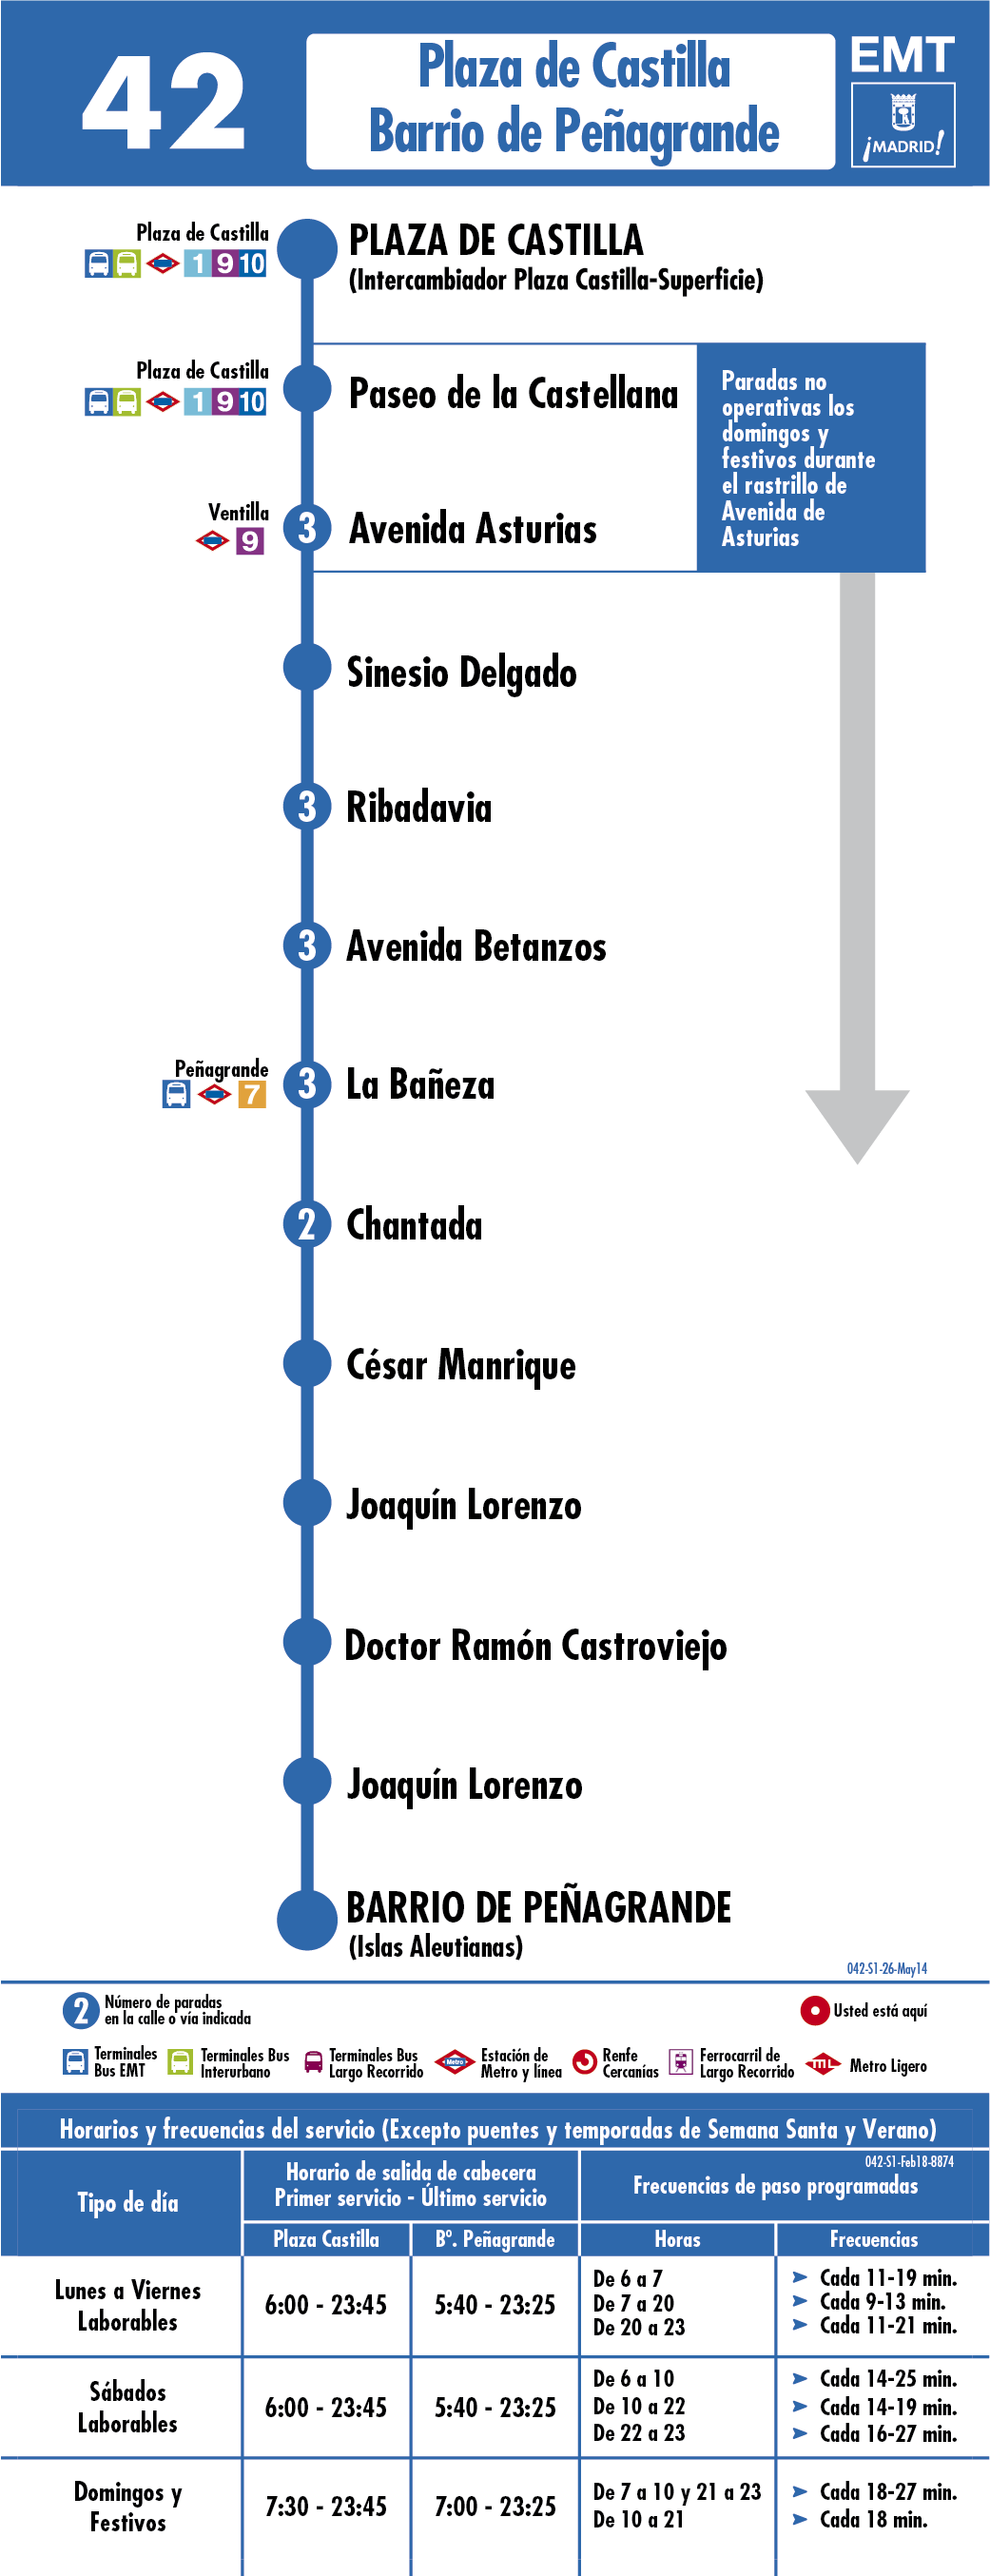 42
Plaza de Castilla
Barrio de Peñagrande
EMT
¡MADRID!
Plaza de Castilla
1 9 10
PLAZA DE CASTILLA
(Intercambiador Plaza Castilla-Superficie)
Plaza de Castilla
1 9 10
Paseo de la Castellana
Paradas no
operativas los
domingos y
festivos durante
el rastrillo de
Avenida de
Asturias
Ventilla
9
3 Avenida Asturias
Sinesio Delgado
3 Ribadavia
3 Avenida Betanzos
Peñagrande
7
3 La Bañeza
2 Chantada
César Manrique
Joaquín Lorenzo
Doctor Ramón Castroviejo
Joaquín Lorenzo
BARRIO DE PEÑAGRANDE
(Islas Aleutianas)
042-S1-26-May14
2 Número de paradas
en la calle o vía indicada
Usted está aquí
Terminales
Bus EMT
Terminales Bus
Interurbano
Terminales Bus
Largo Recorrido
Metro
Estación de
Metro y línea
Renfe
Cercanías
Ferrocarril de
Largo Recorrido
ML Metro Ligero
Horarios y frecuencias del servicio (Excepto puentes y temporadas de Semana Santa y Verano)
042-S1-Feb18-8874
Tipo de día
Horario de salida de cabecera
Primer servicio - Último servicio
Frecuencias de paso programadas
Plaza Castilla
Bº. Peñagrande
Horas
Frecuencias
Lunes a Viernes
Laborables
6:00 - 23:45
5:40 - 23:25
De 6 a 7 ➤ Cada 11-19 min.
De 7 a 20 ➤ Cada 9-13 min.
De 20 a 23 ➤ Cada 11-21 min.
Sábados
Laborables
6:00 - 23:45
5:40 - 23:25
De 6 a 10 ➤ Cada 14-25 min.
De 10 a 22 ➤ Cada 14-19 min.
De 22 a 23 ➤ Cada 16-27 min.
Domingos y
Festivos
7:30 - 23:45
7:00 - 23:25
De 7 a 10 y 21 a 23 ➤ Cada 18-27 min.
De 10 a 21 ➤ Cada 18 min.